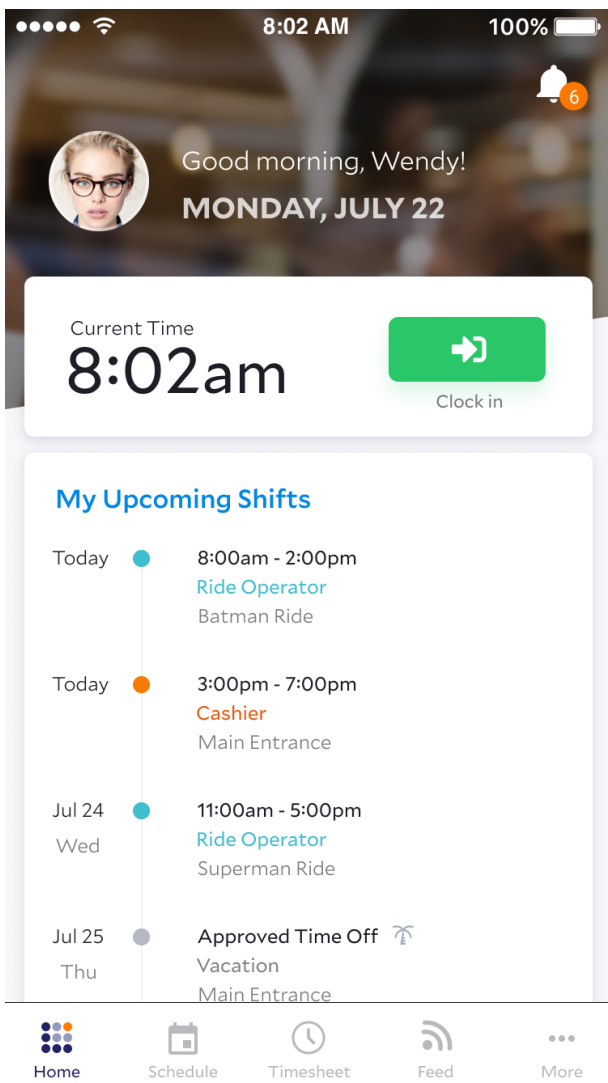 8:02 AM
100%
6
Good morning, Wendy!
MONDAY, JULY 22
Current Time
8:02am
Clock in
My Upcoming Shifts
Today
8:00am - 2:00pm
Ride Operator
Batman Ride
Today
3:00pm - 7:00pm
Cashier
Main Entrance
Jul 24
Wed
11:00am - 5:00pm
Ride Operator
Superman Ride
Jul 25
Thu
Approved Time Off
Vacation
Main Entrance
Home
Schedule
Timesheet
Feed
More